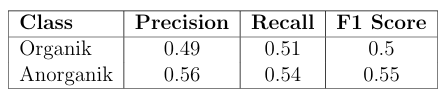 Class Precision Recall F1 Score
Organik 0.49 0.51 0.5
Anorganik 0.56 0.54 0.55